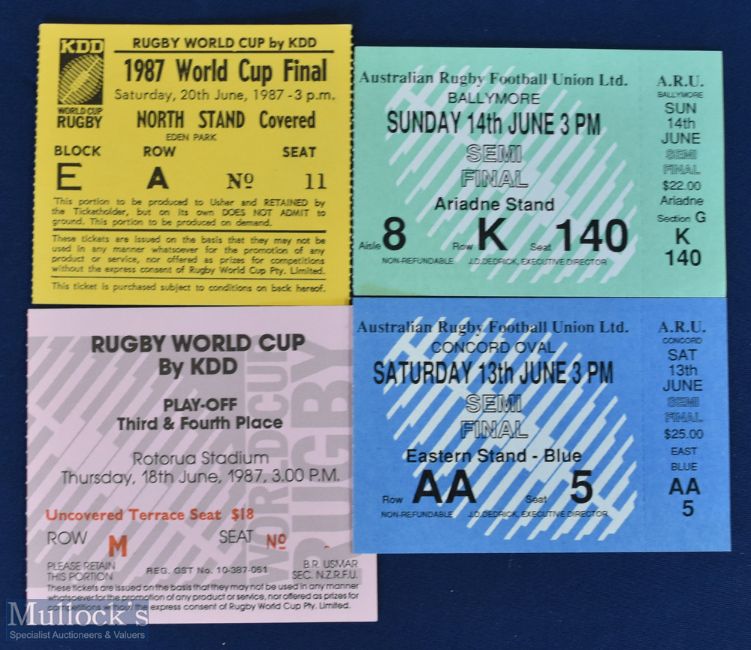 KDD
WORLD CUP
RUGBY
RUGBY WORLD CUP by KDD
1987 World Cup Final
Saturday, 20th June, 1987 - 3 p.m.
NORTH STAND Covered
EDEN PARK
BLOCK ROW SEAT
E A Nº 11
This portion to be produced to Usher and RETAINED by
the Ticketholder, but on its own DOES NOT ADMIT to
ground. This portion to be produced on demand.
These tickets are issued on the basis that they may not be
used in any manner whatsoever for the promotion of any
product or service, nor offered as prizes for competitions
without the express consent of Rugby World Cup Pty. Limited.
This ticket is purchased subject to conditions on back hereof.
Australian Rugby Football Union Ltd.
BALLYMORE
SUNDAY 14th JUNE 3 PM
SEMI
FINAL
Ariadne Stand
Aisle 8 Row K Seat 140
NON-REFUNDABLE J.D.DEDRICK, EXECUTIVE DIRECTOR
A.R.U.
BALLYMORE
SUN
14th
JUNE
SEMI
FINAL
$22.00
Ariadne
Section G
K
140
RUGBY WORLD CUP
By KDD
PLAY-OFF
Third & Fourth Place
Rotorua Stadium
Thursday, 18th June, 1987, 3.00 P.M.
Uncovered Terrace Seat $18
ROW M SEAT Nº
PLEASE RETAIN
THIS PORTION
REG. GST No. 10-387-051
B.R. USMAR
SEC. N.Z.R.F.U.
These tickets are issued on the basis that they may not be used in any manner
whatsoever for the promotion of any product or service, nor offered as prizes for
competitions without the express consent of Rugby World Cup Pty. Limited.
WORLD CUP
RUGBY
Australian Rugby Football Union Ltd.
CONCORD OVAL
SATURDAY 13th JUNE 3 PM
SEMI
FINAL
Eastern Stand - Blue
Row AA Seat 5
NON-REFUNDABLE J.D.DEDRICK, EXECUTIVE DIRECTOR
A.R.U.
CONCORD
SAT
13th
JUNE
SEMI
FINAL
$25.00
EAST
BLUE
AA
5
Mullock's
Specialist Auctioneers & Valuers